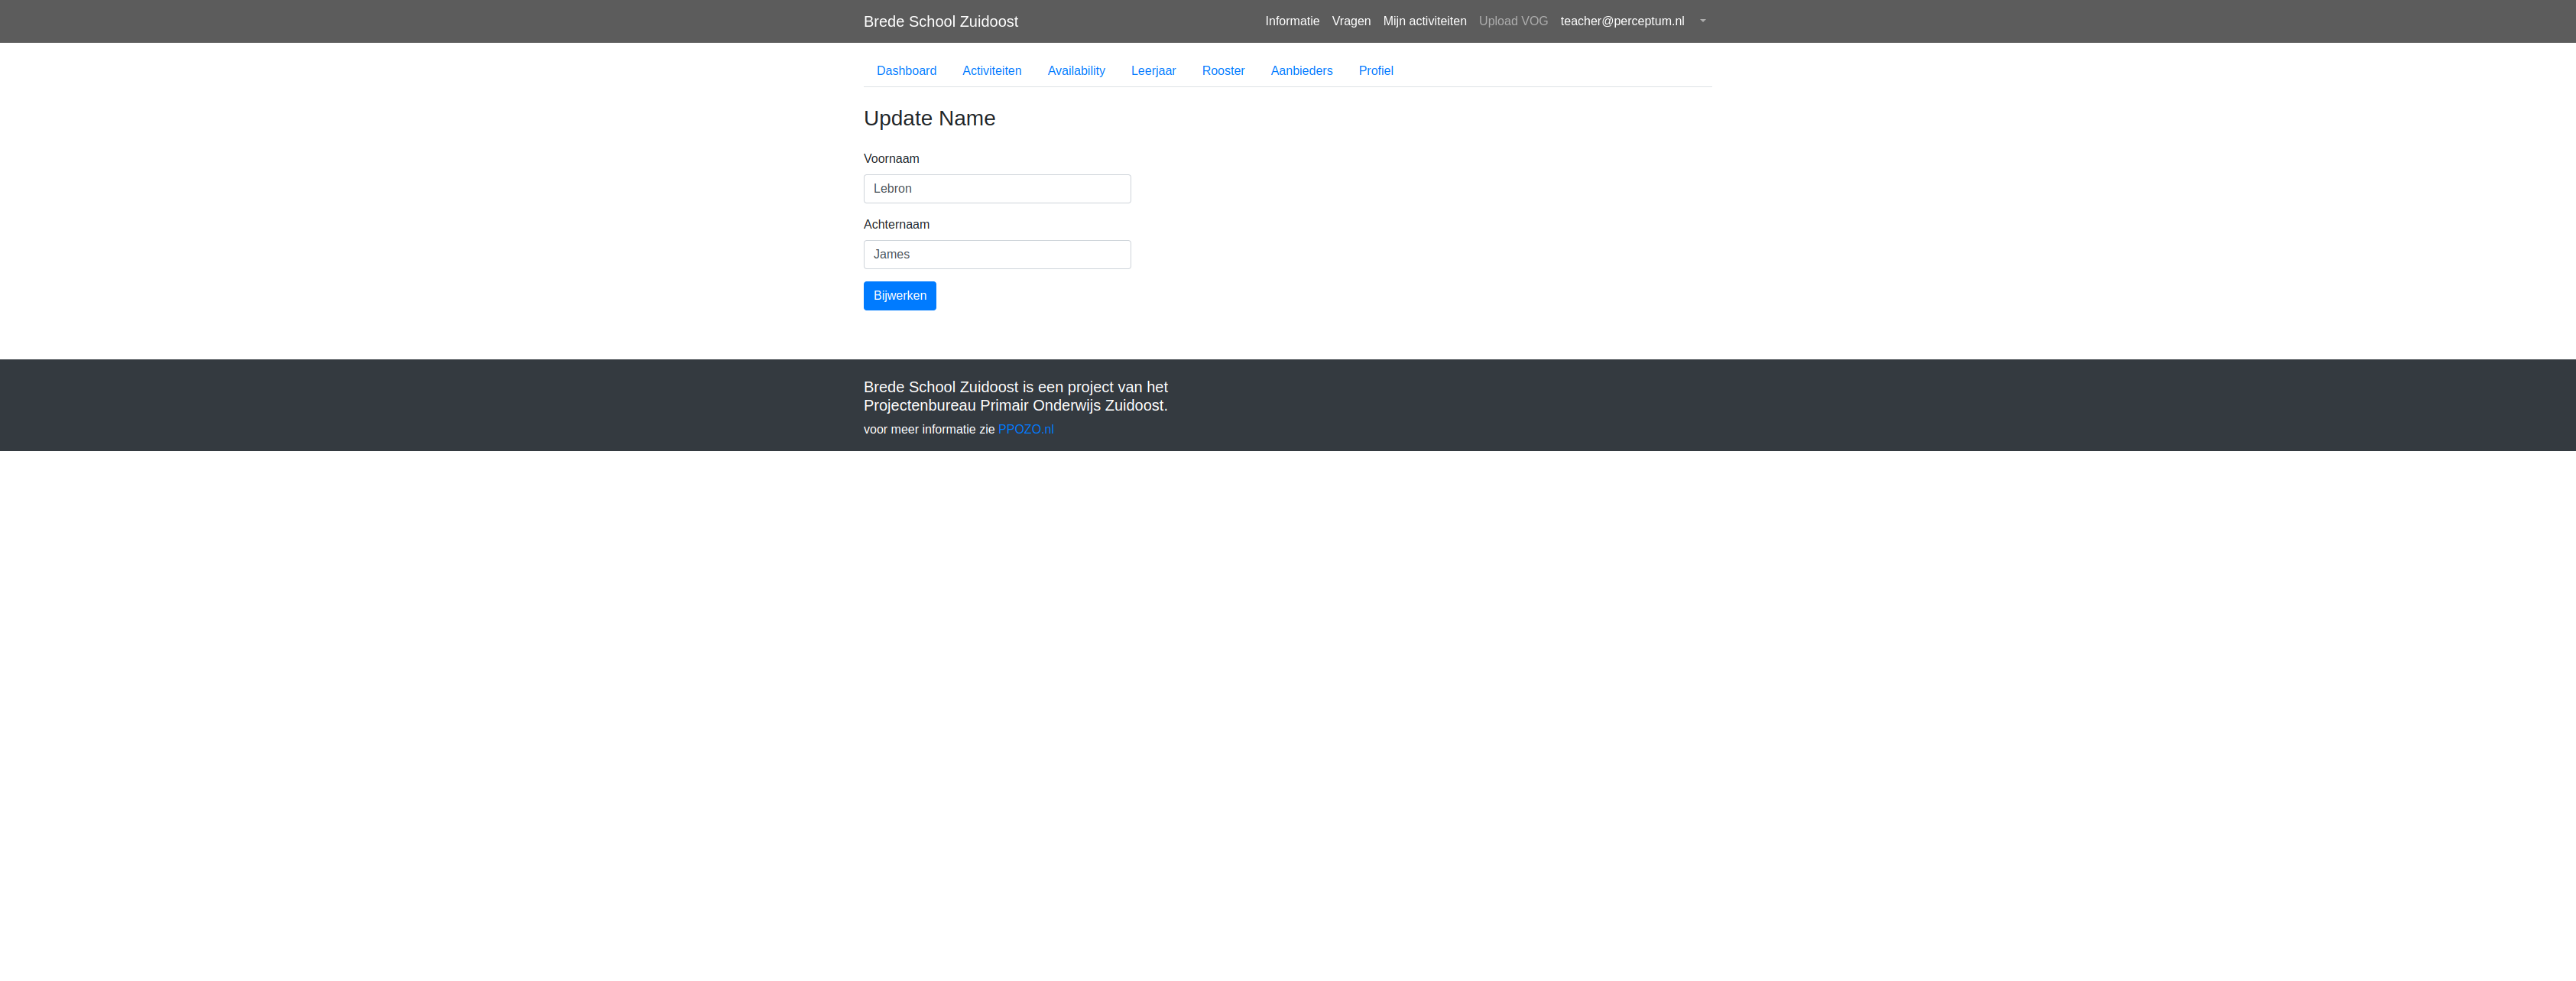 Brede School Zuidoost
Informatie Vragen Mijn activiteiten Upload VOG teacher@perceptum.nl
Dashboard Activiteiten Availability Leerjaar Rooster Aanbieders Profiel
Update Name
Voornaam
Lebron
Achternaam
James
Bijwerken
Brede School Zuidoost is een project van het
Projectenbureau Primair Onderwijs Zuidoost.
voor meer informatie zie PPOZO.nl